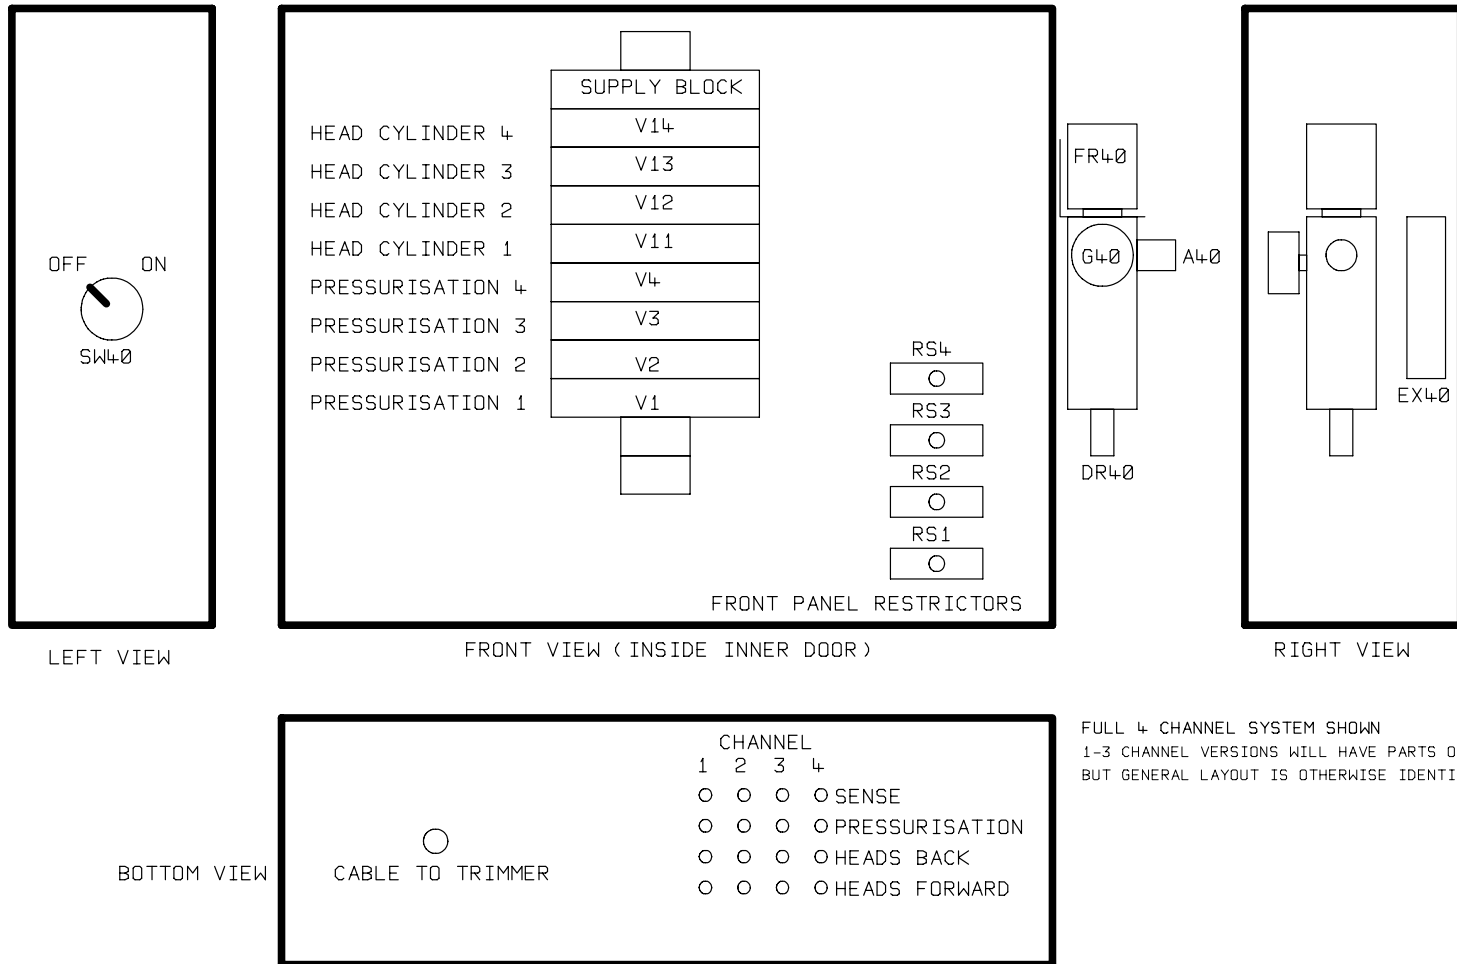 OFF ON
SW40
LEFT VIEW
SUPPLY BLOCK
HEAD CYLINDER 4 V14
HEAD CYLINDER 3 V13
HEAD CYLINDER 2 V12
HEAD CYLINDER 1 V11
PRESSURISATION 4 V4
PRESSURISATION 3 V3
PRESSURISATION 2 V2
PRESSURISATION 1 V1
RS4
RS3
RS2
RS1
FRONT PANEL RESTRICTORS
FRONT VIEW (INSIDE INNER DOOR)
FR40
G40 A40
DR40
EX40
RIGHT VIEW
BOTTOM VIEW
CABLE TO TRIMMER
CHANNEL
1 2 3 4
SENSE
PRESSURISATION
HEADS BACK
HEADS FORWARD
FULL 4 CHANNEL SYSTEM SHOWN
1-3 CHANNEL VERSIONS WILL HAVE PARTS
BUT GENERAL LAYOUT IS OTHERWISE